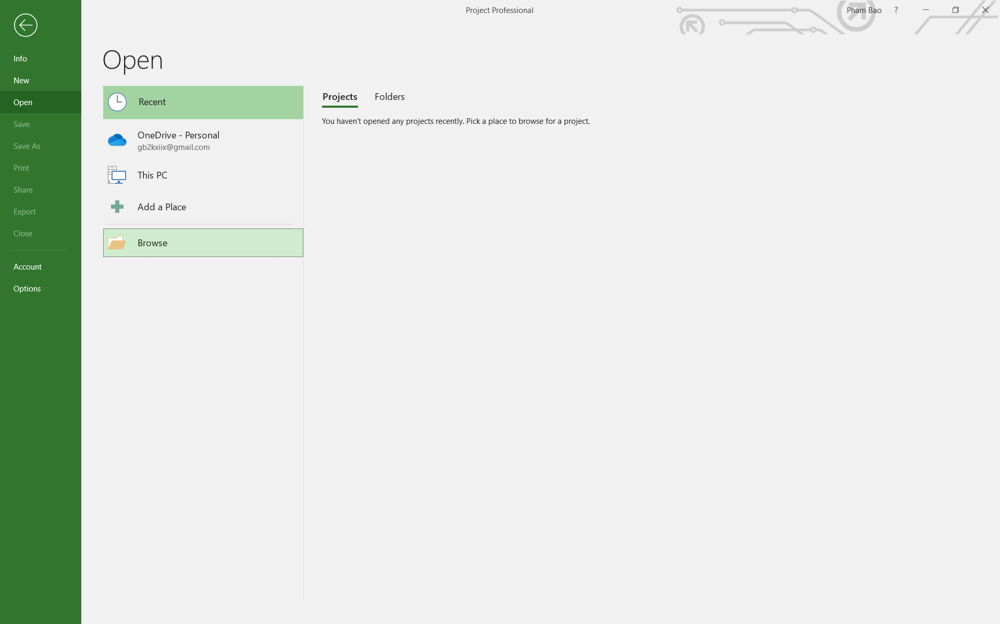 Project Professional
Pham Bao
?
Info
New
Open
Save
Save As
Print
Share
Export
Close
Account
Options
Open
Recent
OneDrive - Personal
gb2kxiix@gmail.com
This PC
Add a Place
Browse
Projects
Folders
You haven't opened any projects recently. Pick a place to browse for a project.